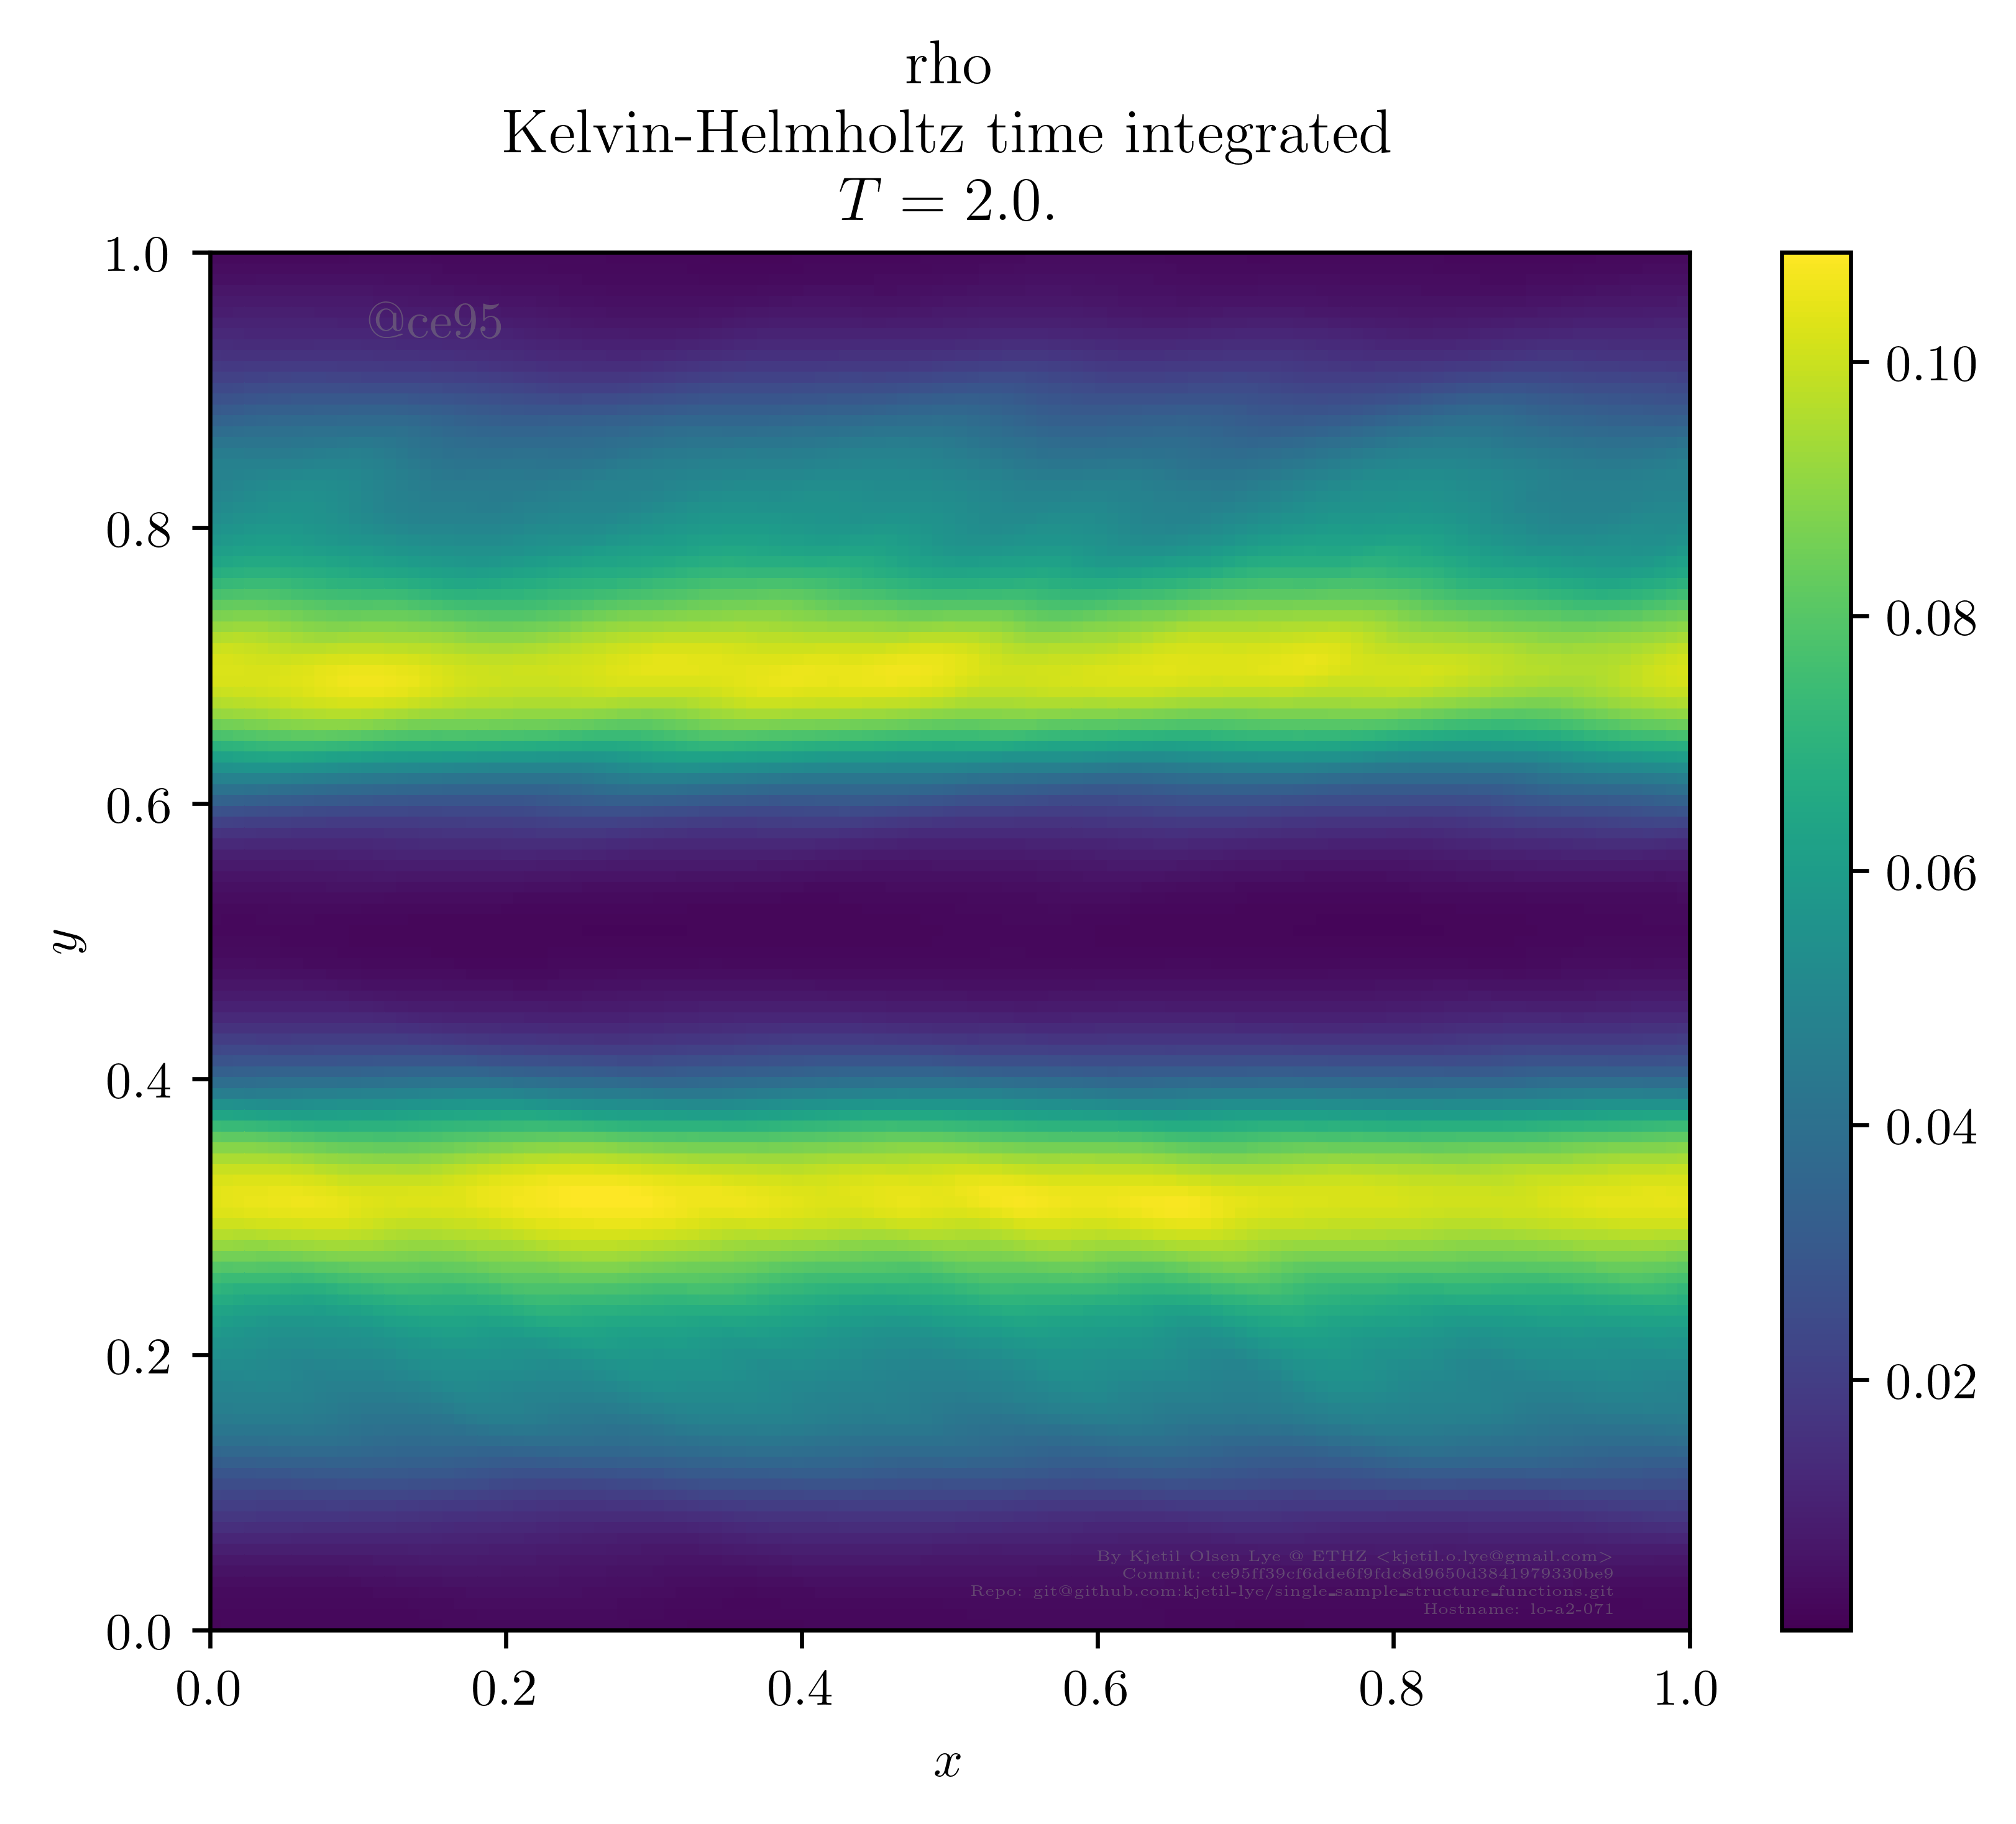 rho
Kelvin-Helmholtz time integrated
T = 2.0.
@ce95
1.0
0.8
0.6
0.4
0.2
0.0
y
0.0 0.2 0.4 0.6 0.8 1.0
x
0.10
0.08
0.06
0.04
0.02
By Kjetil Olsen Lye @ ETHZ <kjetil.o.lye@gmail.com>
Commit: ce95ff39cf6dde6f9fdc8d9650d3841979330be9
Repo: git@github.com:kjetil-lye/single_sample_structure_functions.git
Hostname: lo-a2-071